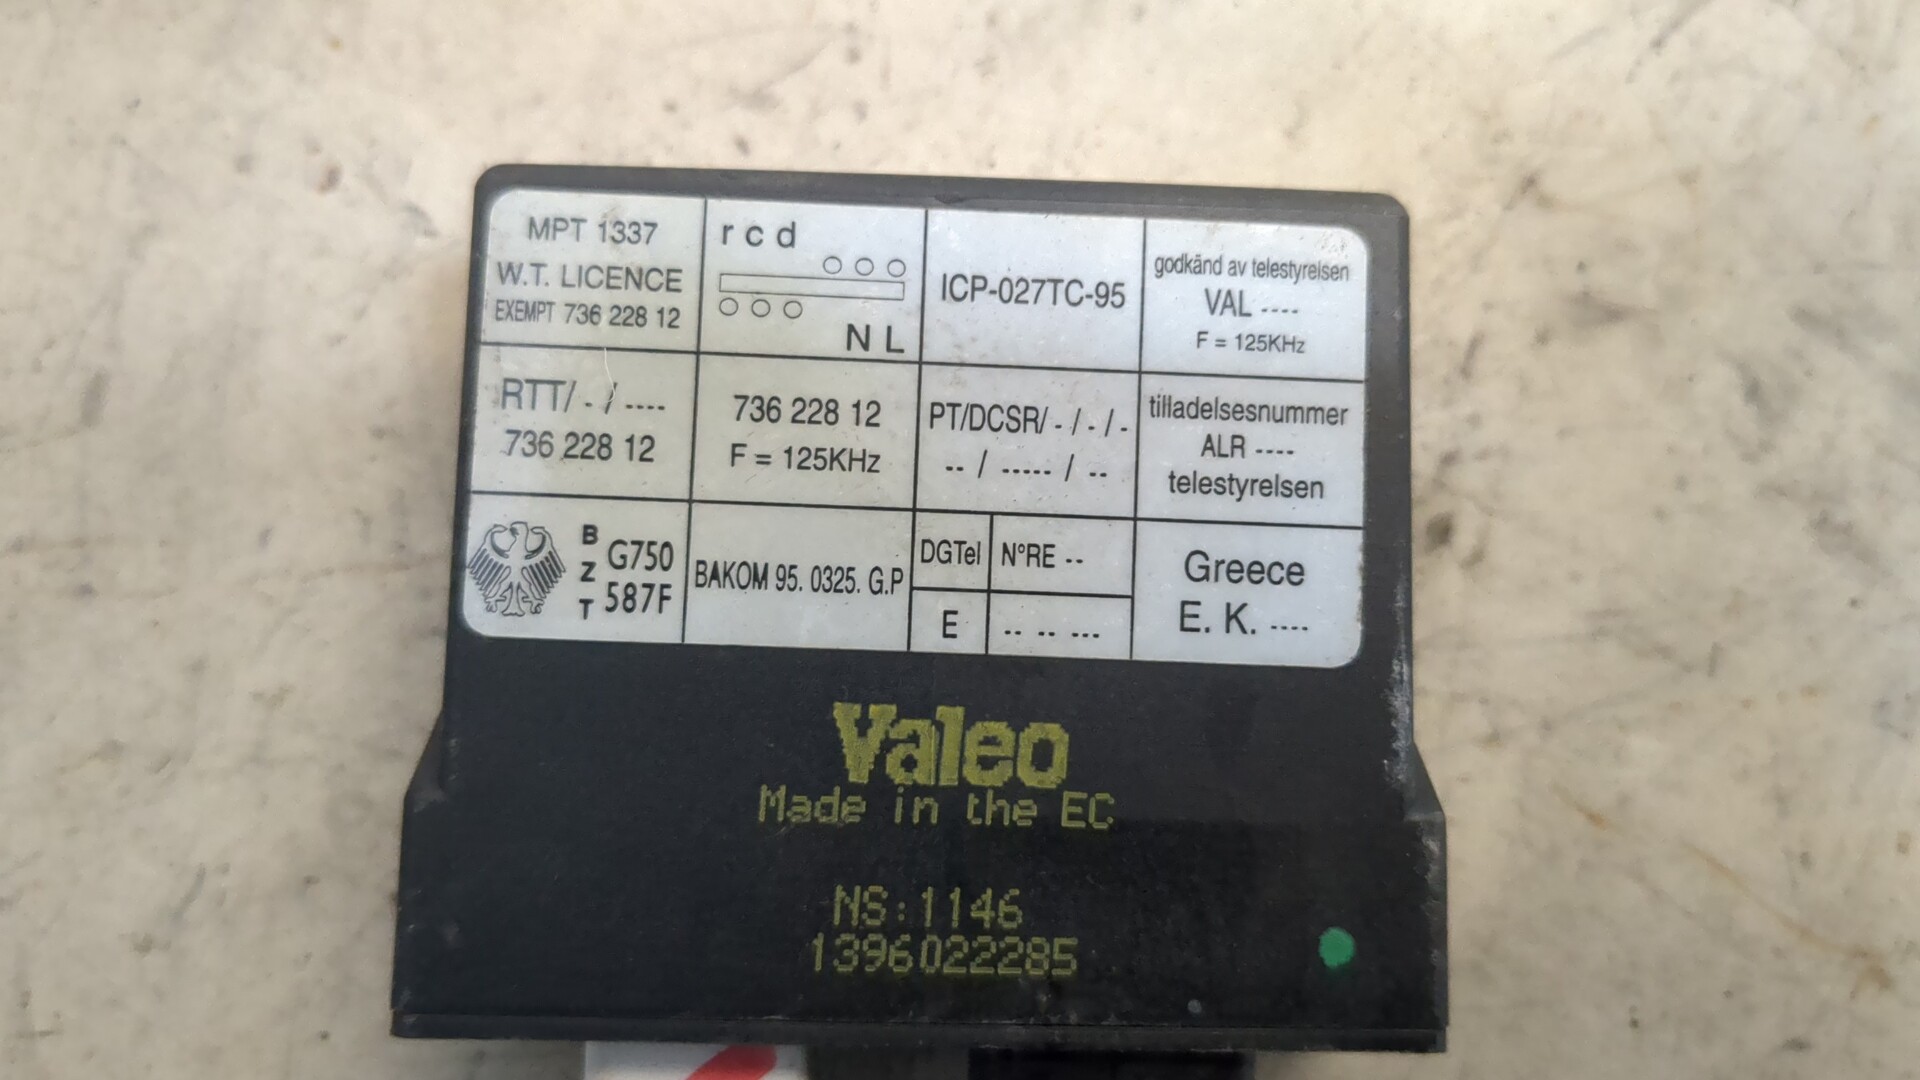 MPT 1337
W.T. LICENCE
EXEMPT 736 228 12
r c d
N L
ICP-027TC-95
godkänd av telestyrelsen
VAL ----
F = 125KHz
RTT/ - / ----
736 228 12
736 228 12
F = 125KHz
PT/DCSR/ - / - / -
-- / ----- / --
tilladelsesnummer
ALR ----
telestyrelsen
B
Z
T
G750
587F
BAKOM 95. 0325. G.P
DGTel
N°RE --
E
-- -- ---
Greece
E. K. ----
Valeo
Made in the EC
NS:1146
1396022285